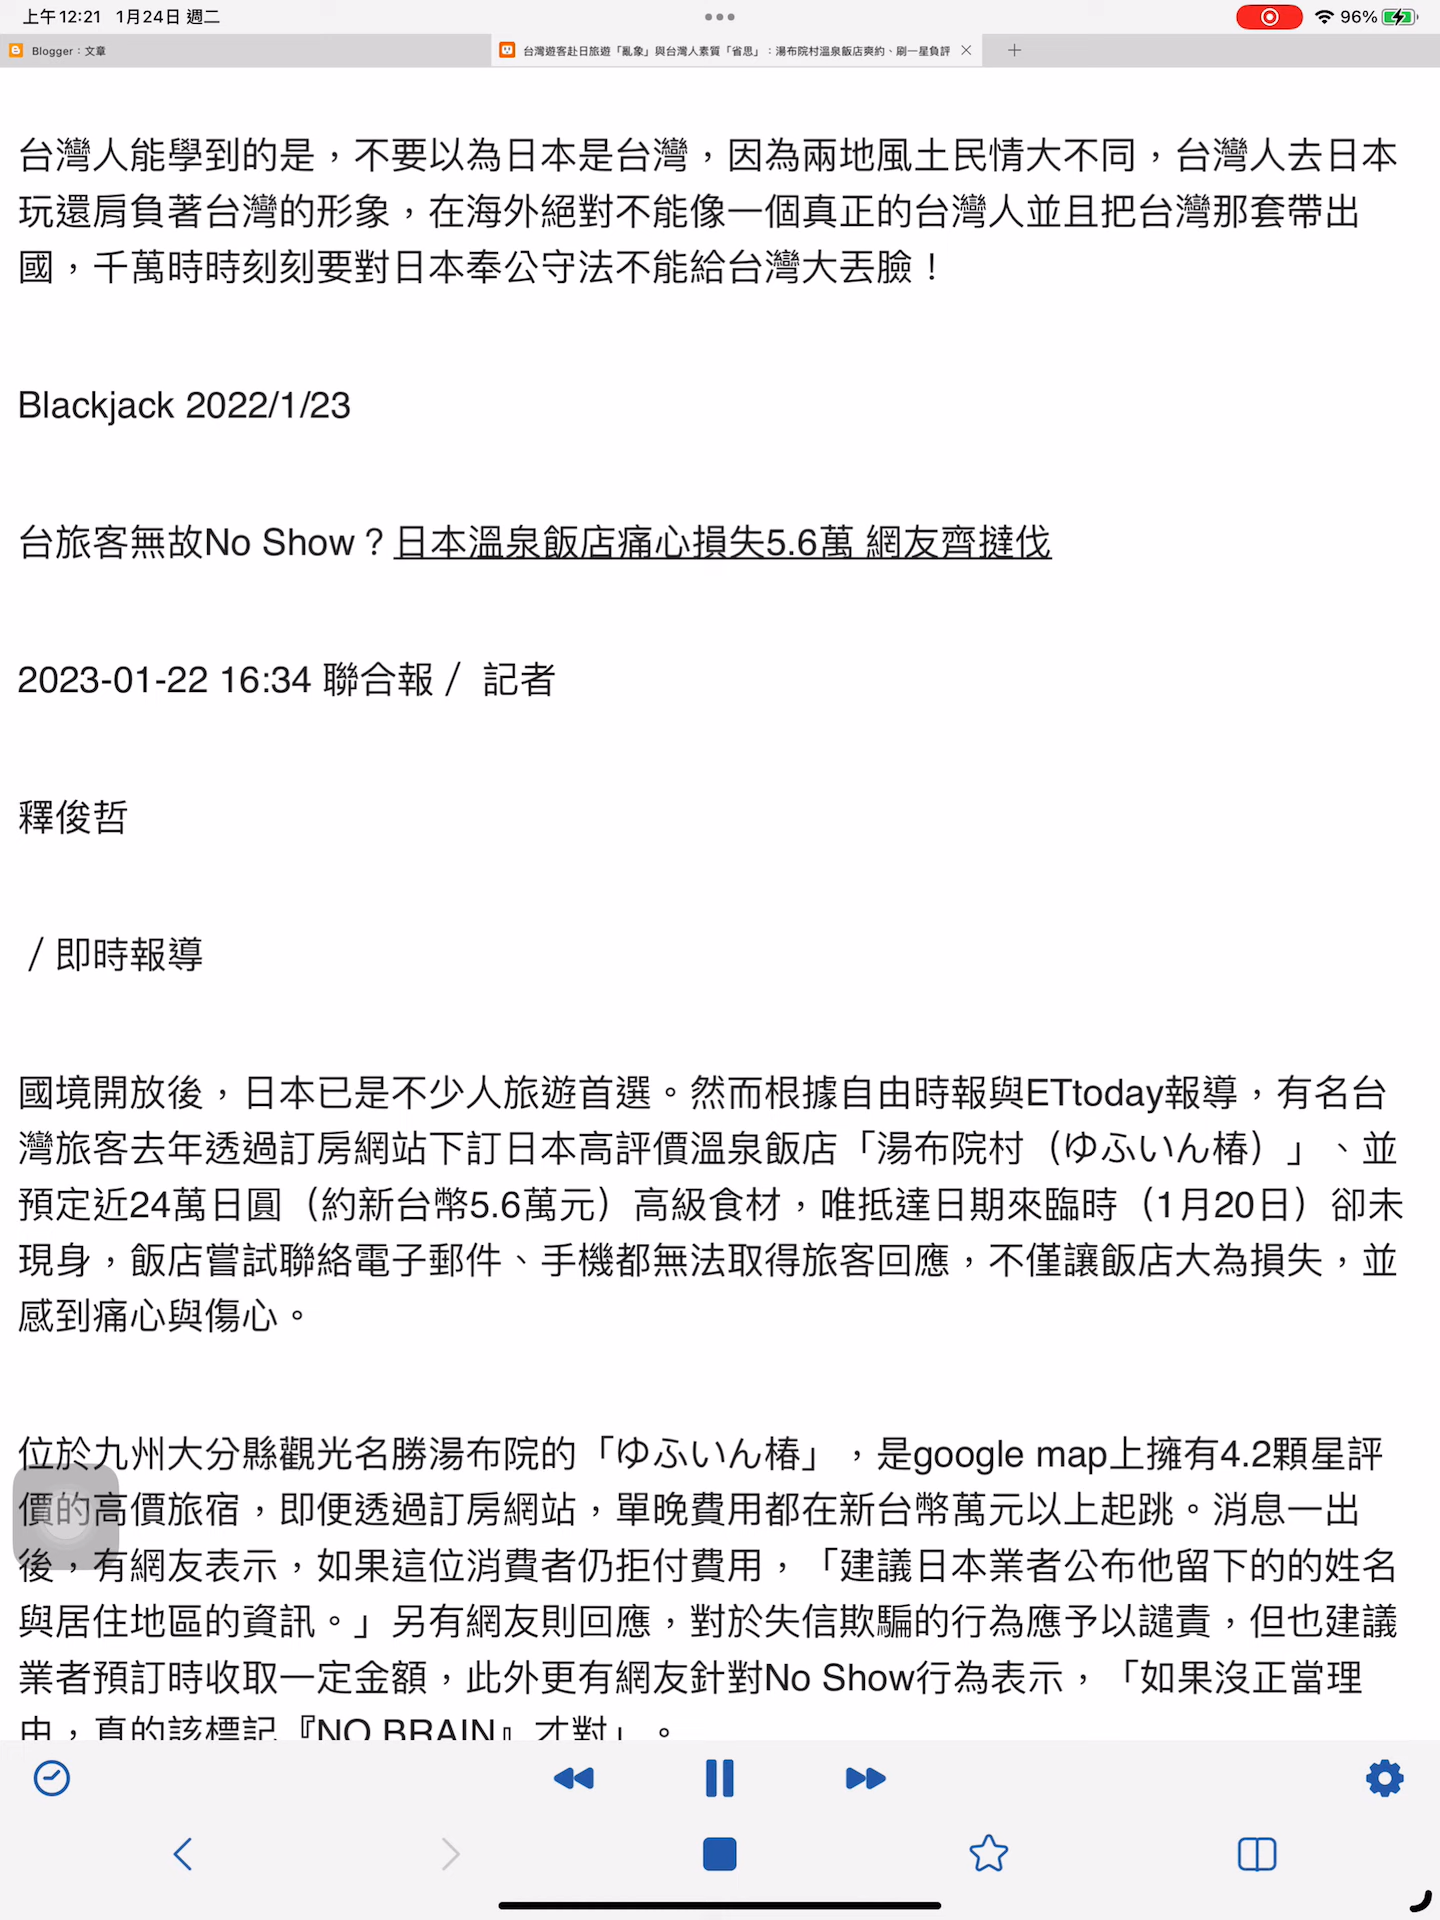 上午12:21 1月24日 週二
96%
Blogger：文章
台灣遊客赴日旅遊「亂象」與台灣人素質「省思」：湯布院村溫泉飯店爽約、刷一星負評
台灣人能學到的是，不要以為日本是台灣，因為兩地風土民情大不同，台灣人去日本
玩還肩負著台灣的形象，在海外絕對不能像一個真正的台灣人並且把台灣那套帶出
國，千萬時時刻刻要對日本奉公守法不能給台灣大丟臉！
Blackjack 2022/1/23
台旅客無故No Show？日本溫泉飯店痛心損失5.6萬 網友齊撻伐
2023-01-22 16:34 聯合報／ 記者
釋俊哲
／即時報導
國境開放後，日本已是不少人旅遊首選。然而根據自由時報與ETtoday報導，有名台
灣旅客去年透過訂房網站下訂日本高評價溫泉飯店「湯布院村（ゆふいん椿）」、並
預定近24萬日圓（約新台幣5.6萬元）高級食材，唯抵達日期來臨時（1月20日）卻未
現身，飯店嘗試聯絡電子郵件、手機都無法取得旅客回應，不僅讓飯店大為損失，並
感到痛心與傷心。
位於九州大分縣觀光名勝湯布院的「ゆふいん椿」，是google map上擁有4.2顆星評
價的高價旅宿，即便透過訂房網站，單晚費用都在新台幣萬元以上起跳。消息一出
後，有網友表示，如果這位消費者仍拒付費用，「建議日本業者公布他留下的的姓名
與居住地區的資訊。」另有網友則回應，對於失信欺騙的行為應予以譴責，但也建議
業者預訂時收取一定金額，此外更有網友針對No Show行為表示，「如果沒正當理
由，真的該標記『NO BRAIN』才對」。